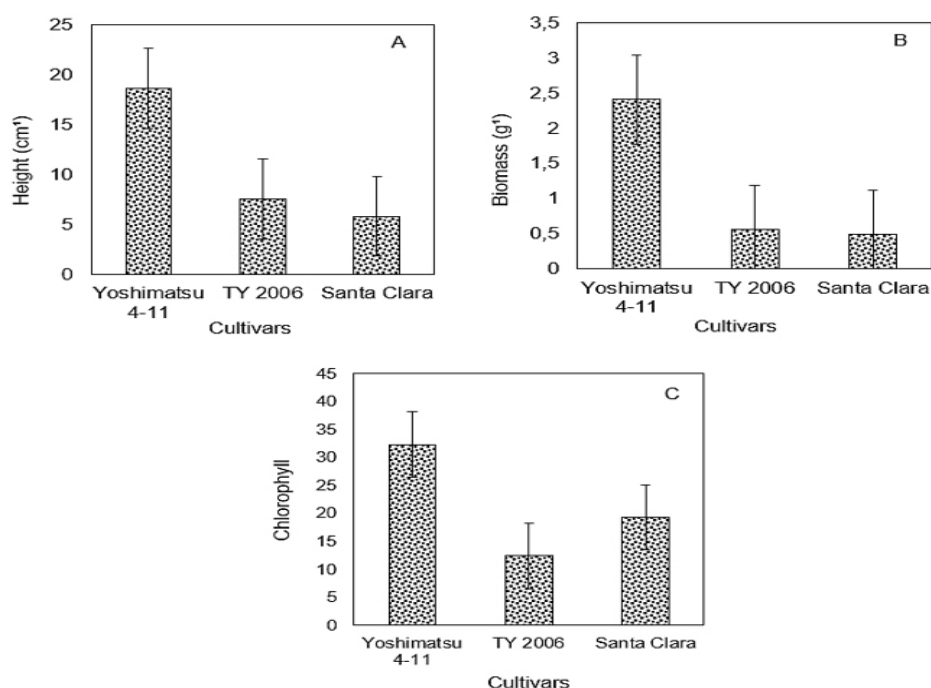 A
Height (cm¹)
25
20
15
10
5
0
Yoshimatsu TY 2006 Santa Clara
4-11
Cultivars
B
Biomass (g¹)
3,5
3
2,5
2
1,5
1
0,5
0
Yoshimatsu TY 2006 Santa Clara
4-11
Cultivars
C
Chlorophyll
45
40
35
30
25
20
15
10
5
0
Yoshimatsu TY 2006 Santa Clara
4-11
Cultivars